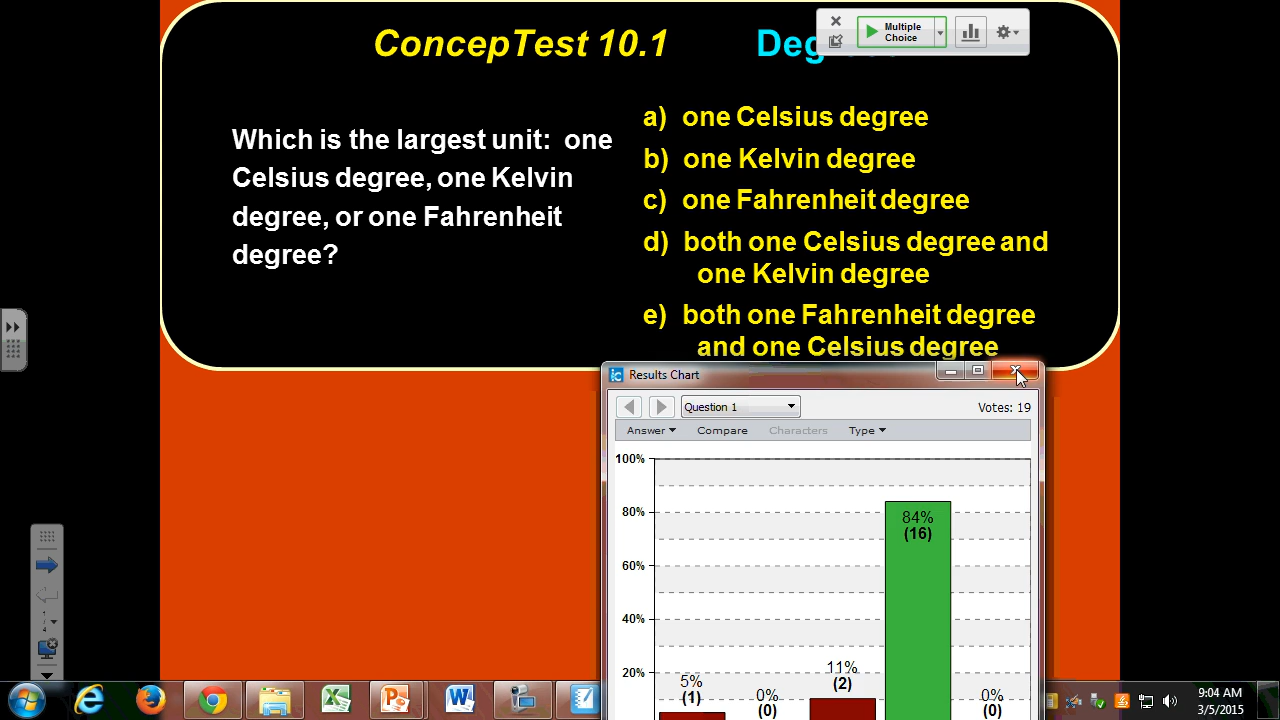 ConcepTest 10.1
Multiple
Choice
Which is the largest unit:  one
Celsius degree, one Kelvin
degree, or one Fahrenheit
degree?
a)  one Celsius degree
b)  one Kelvin degree
c)  one Fahrenheit degree
d)  both one Celsius degree and
one Kelvin degree
e)  both one Fahrenheit degree
and one Celsius degree
Results Chart
Question 1
Votes: 19
Answer
Compare
Characters
Type
100%
80%
60%
40%
20%
5%
(1)
0%
(0)
11%
(2)
84%
(16)
0%
(0)
9:04 AM
3/5/2015